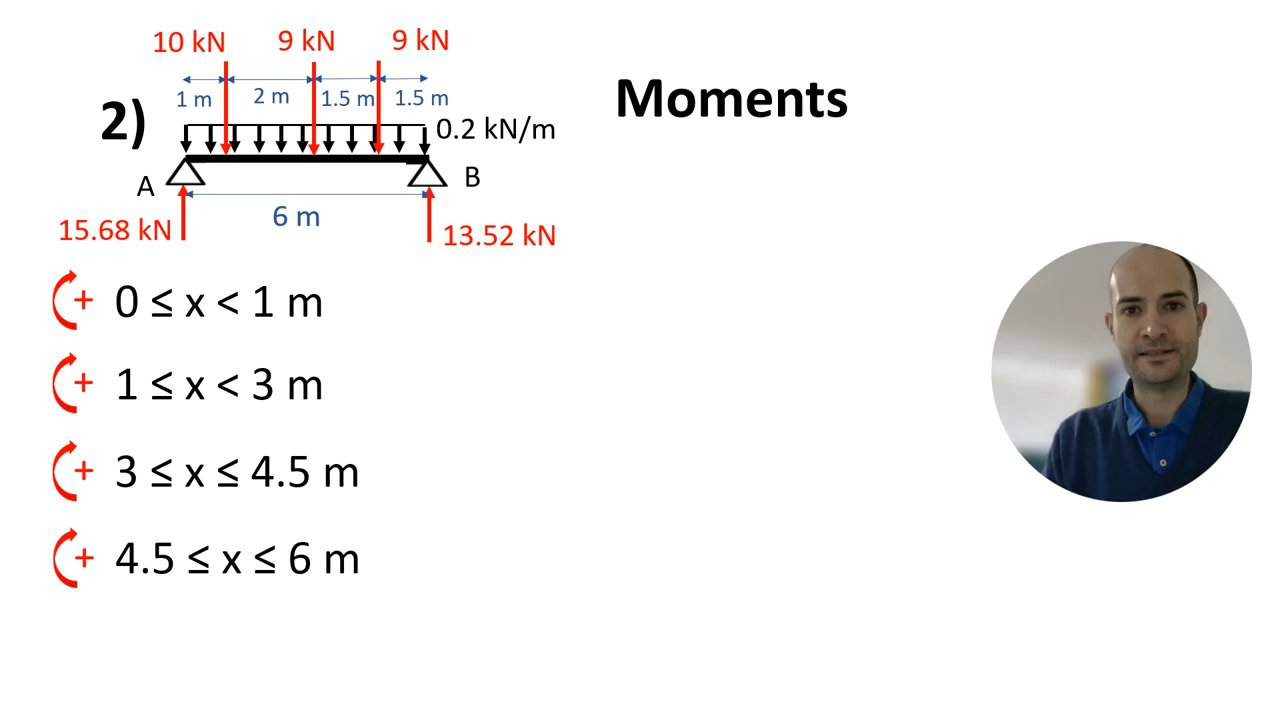 10 kN 9 kN 9 kN
1 m 2 m 1.5 m 1.5 m
2)
0.2 kN/m
A B
6 m
15.68 kN 13.52 kN
Moments
+ 0 ≤ x < 1 m
+ 1 ≤ x < 3 m
+ 3 ≤ x ≤ 4.5 m
+ 4.5 ≤ x ≤ 6 m